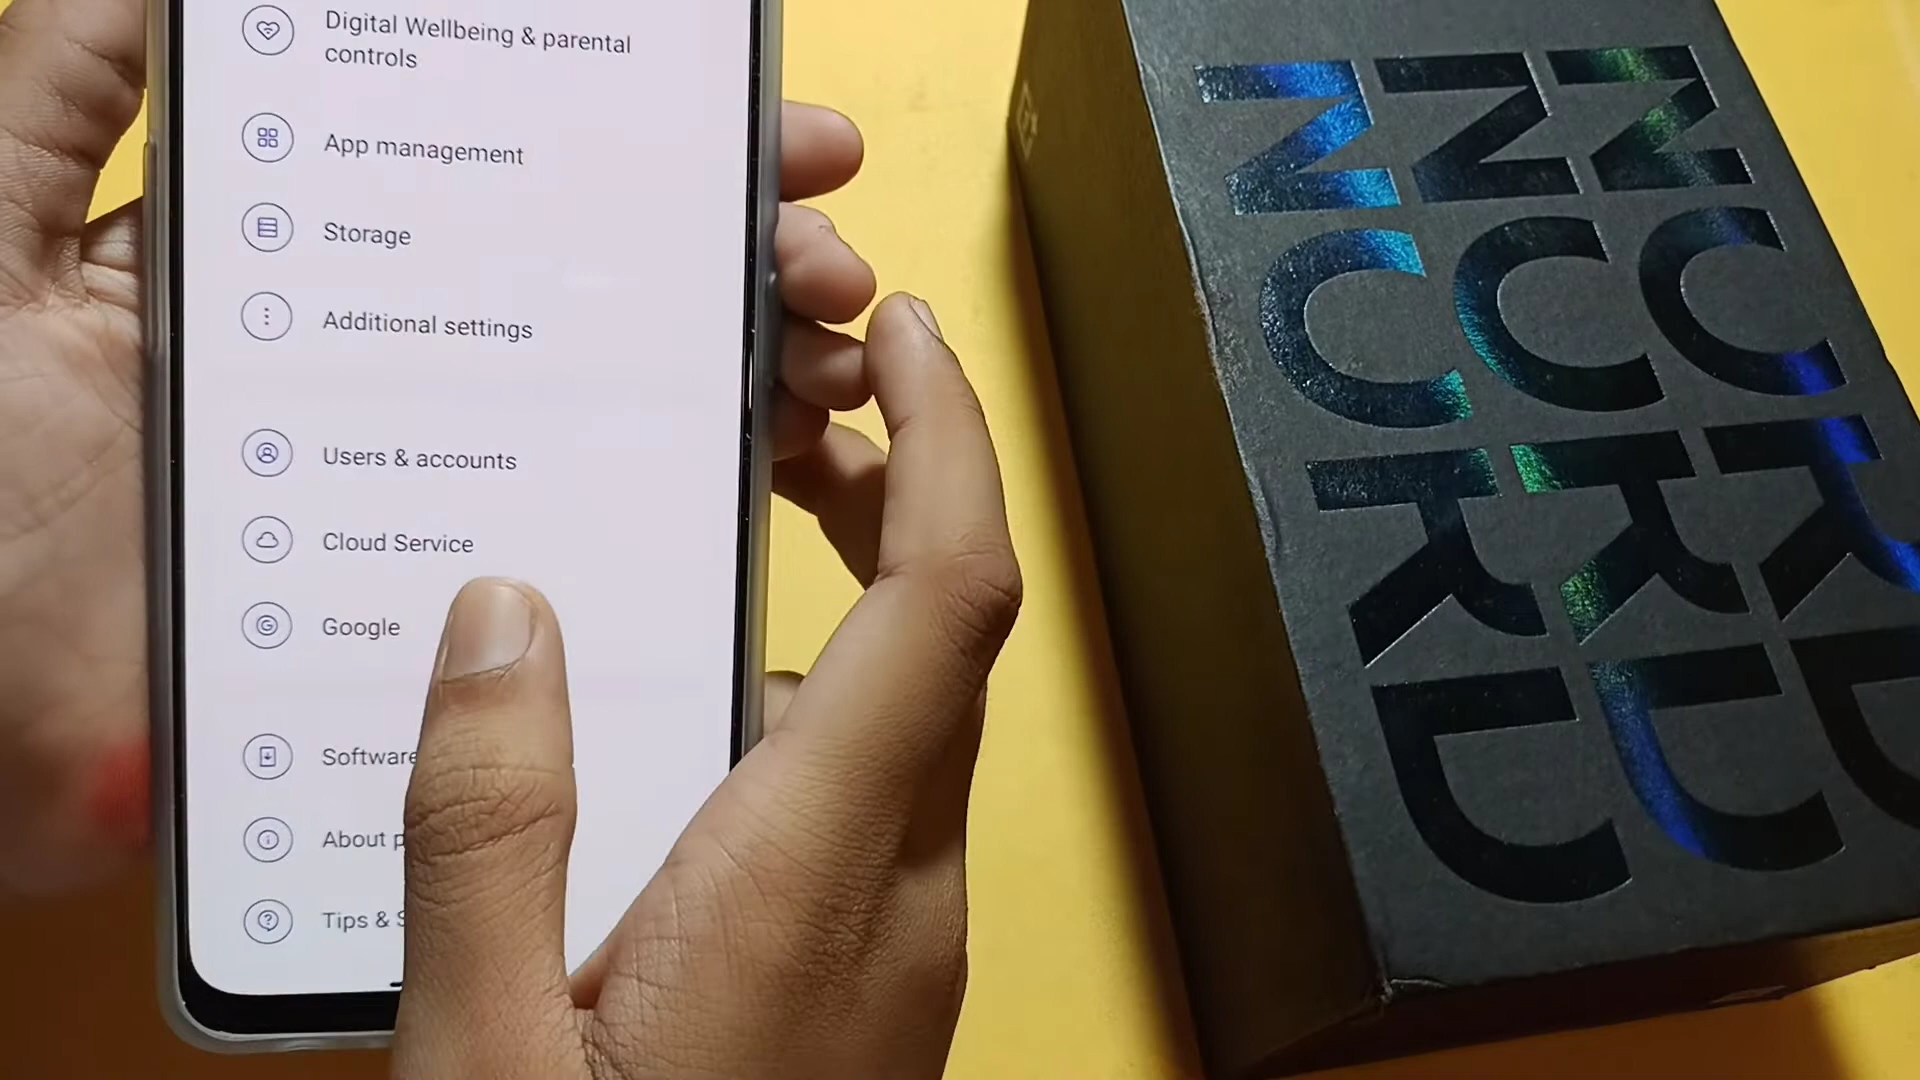 Digital Wellbeing & parental
controls
App management
Storage
Additional settings
Users & accounts
Cloud Service
Google
Software
About p
Tips & S
NORD
NORD
NORD